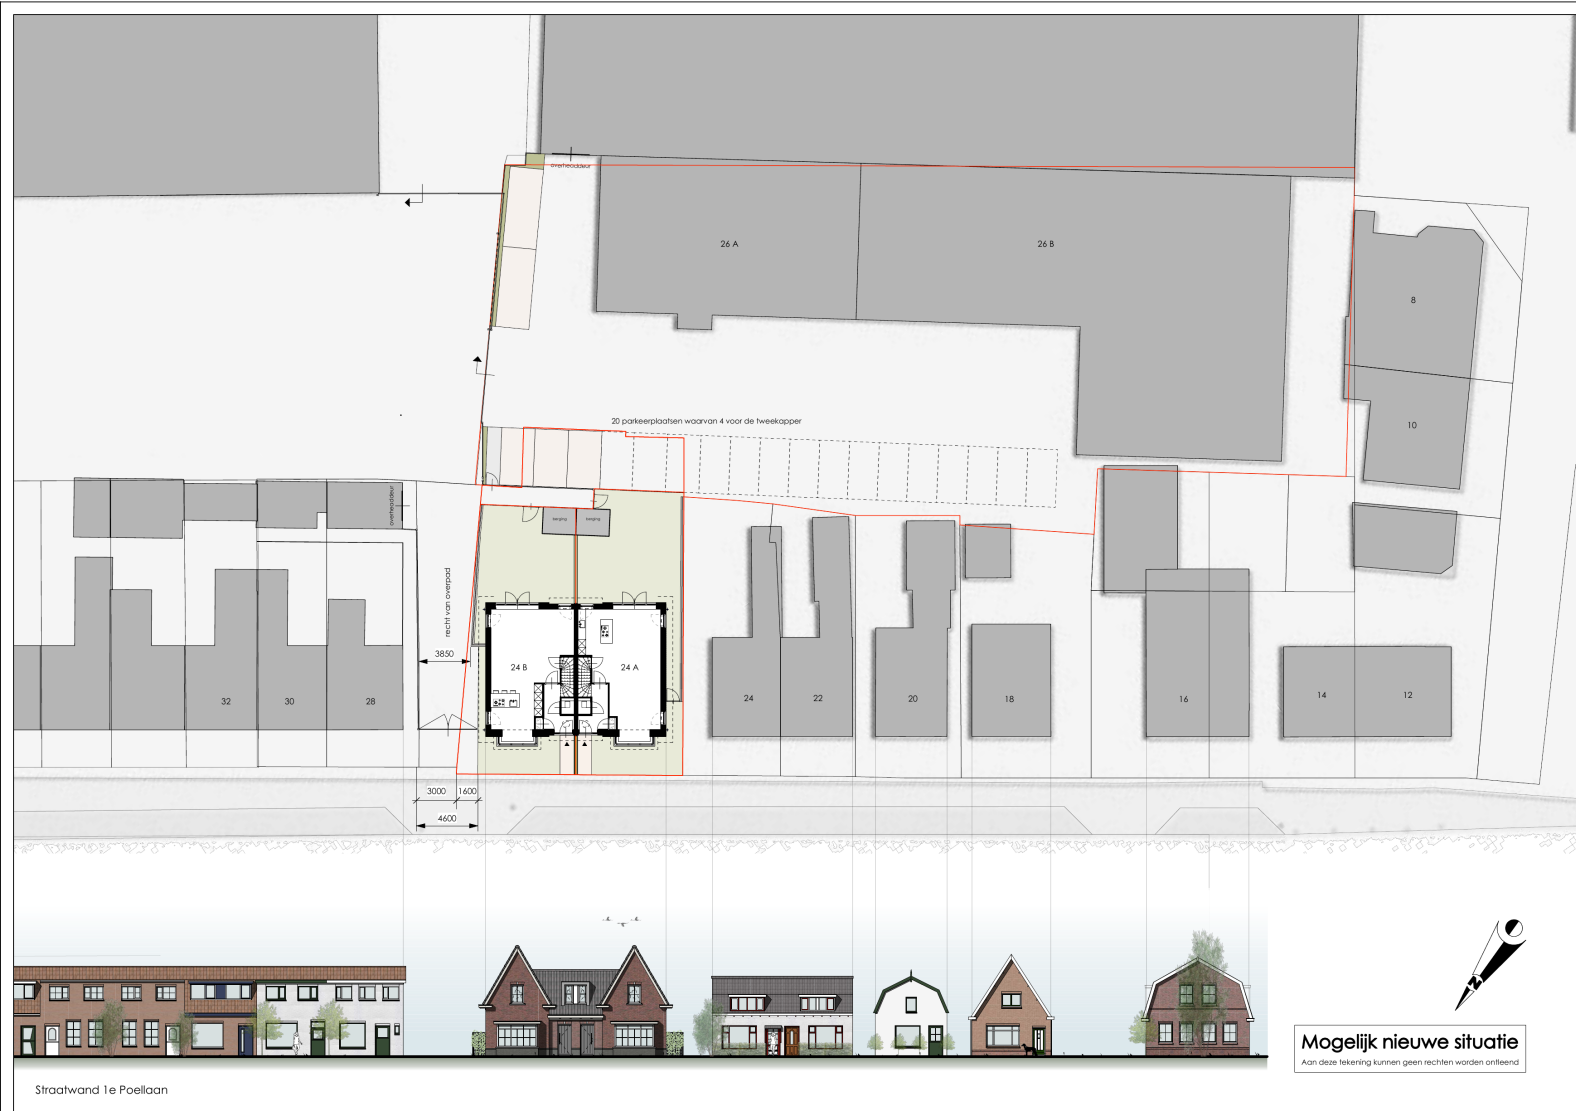 overheaddeur
26 A
26 B
8
20 parkeerplaatsen waarvan 4 voor de tweekapper
10
overheaddeur
berging
berging
recht van overpad
3850
24 B
24 A
32
30
28
24
22
20
18
16
14
12
3000
1600
4600
N
Mogelijk nieuwe situatie
Aan deze tekening kunnen geen rechten worden ontleend
Straatwand 1e Poellaan